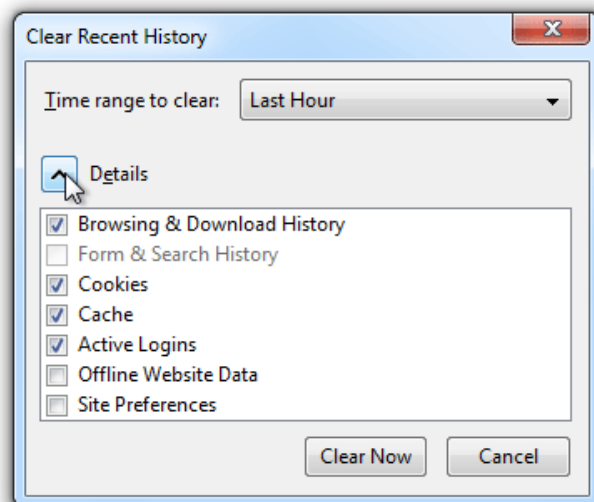 Clear Recent History
Time range to clear: Last Hour
Details
Browsing & Download History
Form & Search History
Cookies
Cache
Active Logins
Offline Website Data
Site Preferences
Clear Now Cancel